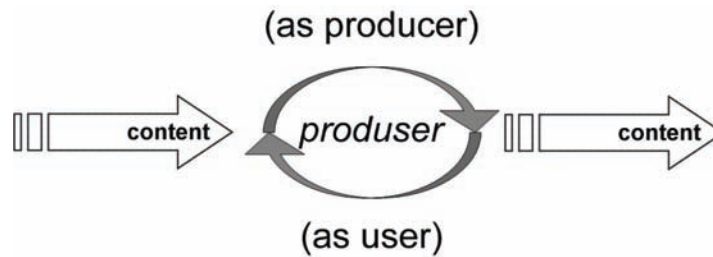 (as producer)
content
produser
content
(as user)